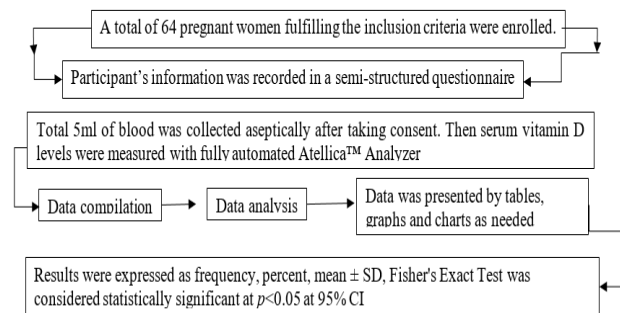 A total of 64 pregnant women fulfilling the inclusion criteria were enrolled.
Participant's information was recorded in a semi-structured questionnaire
Total 5ml of blood was collected aseptically after taking consent. Then serum vitamin D
levels were measured with fully automated Atellica™ Analyzer
Data compilation
Data analysis
Data was presented by tables,
graphs and charts as needed
Results were expressed as frequency, percent, mean ± SD, Fisher's Exact Test was
considered statistically significant at p<0.05 at 95% CI